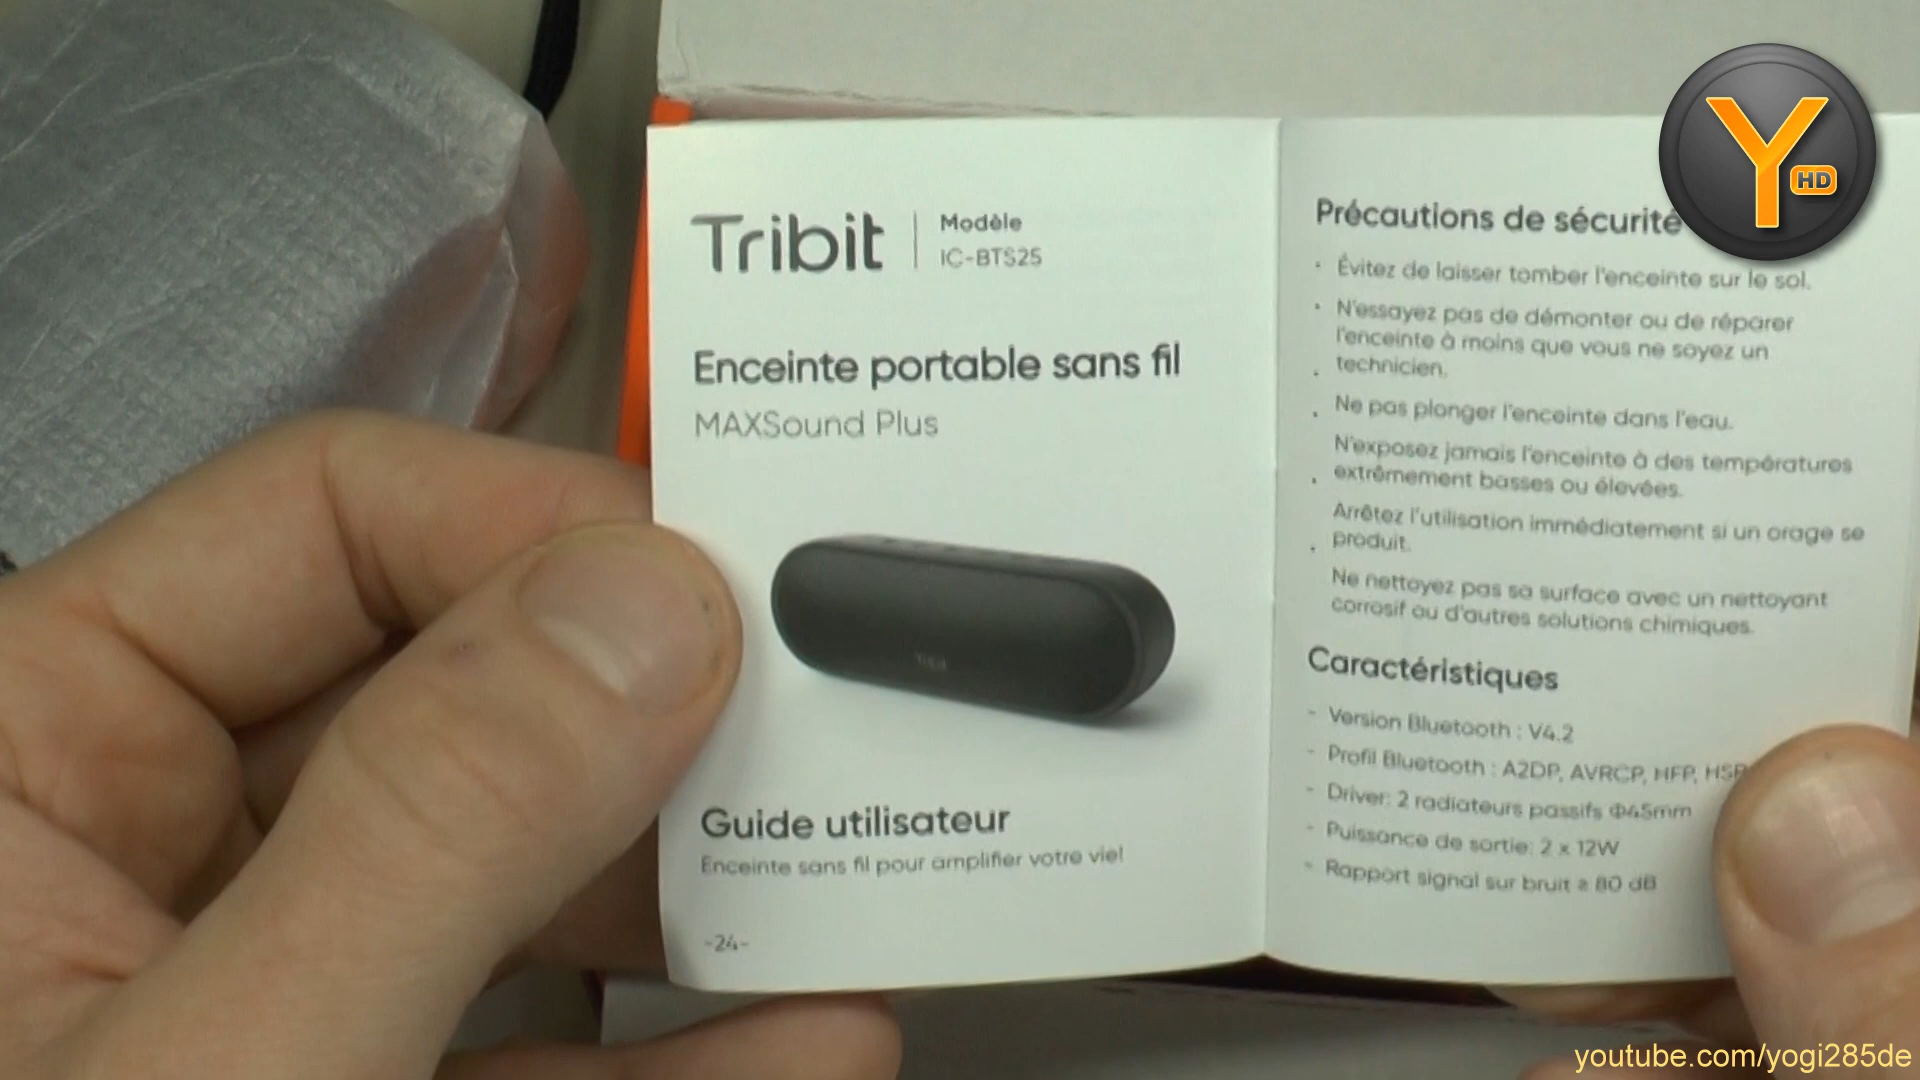 Tribit
Modèle
IC-BTS25
Enceinte portable sans fil
MAXSound Plus
Guide utilisateur
Enceinte sans fil pour amplifier votre vie!
-24-
Précautions de sécurité
· Évitez de laisser tomber l'enceinte sur le sol.
· N'essayez pas de démonter ou de réparer
l'enceinte à moins que vous ne soyez un
· technicien.
· Ne pas plonger l'enceinte dans l'eau.
N'exposez jamais l'enceinte à des températures
· extrêmement basses ou élevées.
Arrêtez l'utilisation immédiatement si un orage se
· produit.
Ne nettoyez pas sa surface avec un nettoyant
corrosif ou d'autres solutions chimiques.
Caractéristiques
- Version Bluetooth : V4.2
- Profil Bluetooth : A2DP, AVRCP, HFP, HSP
- Driver: 2 radiateurs passifs Φ45mm
- Puissance de sortie: 2 x 12W
- Rapport signal sur bruit ≥ 80 dB
Y HD
youtube.com/yogi285de